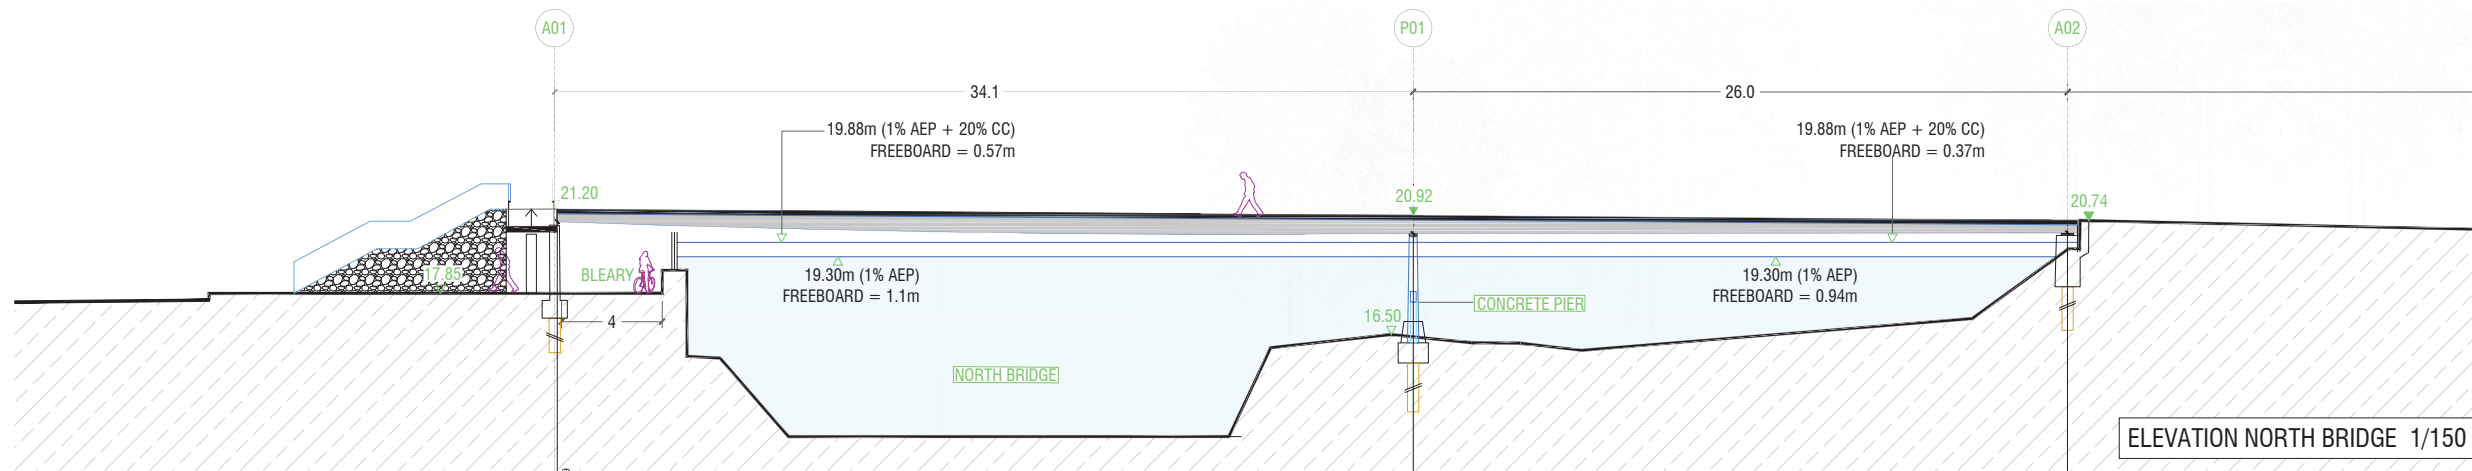 A01
P01
A02
34.1
26.0
19.88m (1% AEP + 20% CC)
FREEBOARD = 0.57m
19.88m (1% AEP + 20% CC)
FREEBOARD = 0.37m
21.20
20.92
20.74
17.85
BLEARY
19.30m (1% AEP)
FREEBOARD = 1.1m
19.30m (1% AEP)
FREEBOARD = 0.94m
CONCRETE PIER
16.50
4
NORTH BRIDGE
ELEVATION NORTH BRIDGE 1/150